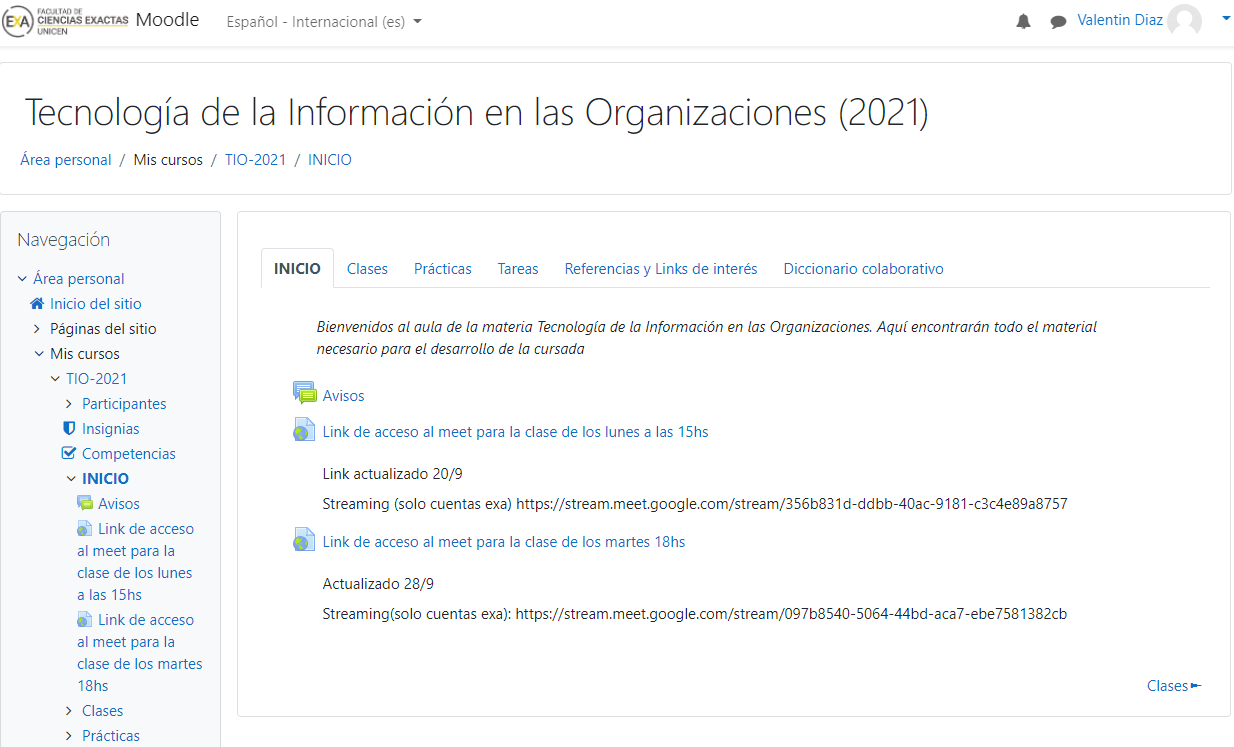 EXA FACULTAD DE
CIENCIAS EXACTAS
UNICEN
Moodle
Español - Internacional (es)
Valentin Diaz
Tecnología de la Información en las Organizaciones (2021)
Área personal / Mis cursos / TIO-2021 / INICIO
Navegación
Área personal
Inicio del sitio
Páginas del sitio
Mis cursos
TIO-2021
Participantes
Insignias
Competencias
INICIO
Avisos
Link de acceso
al meet para la
clase de los lunes
a las 15hs
Link de acceso
al meet para la
clase de los martes
18hs
Clases
Prácticas
INICIO Clases Prácticas Tareas Referencias y Links de interés Diccionario colaborativo
Bienvenidos al aula de la materia Tecnología de la Información en las Organizaciones. Aquí encontrarán todo el material
necesario para el desarrollo de la cursada
Avisos
Link de acceso al meet para la clase de los lunes a las 15hs
Link actualizado 20/9
Streaming (solo cuentas exa) https://stream.meet.google.com/stream/356b831d-ddbb-40ac-9181-c3c4e89a8757
Link de acceso al meet para la clase de los martes 18hs
Actualizado 28/9
Streaming(solo cuentas exa): https://stream.meet.google.com/stream/097b8540-5064-44bd-aca7-ebe7581382cb
Clases